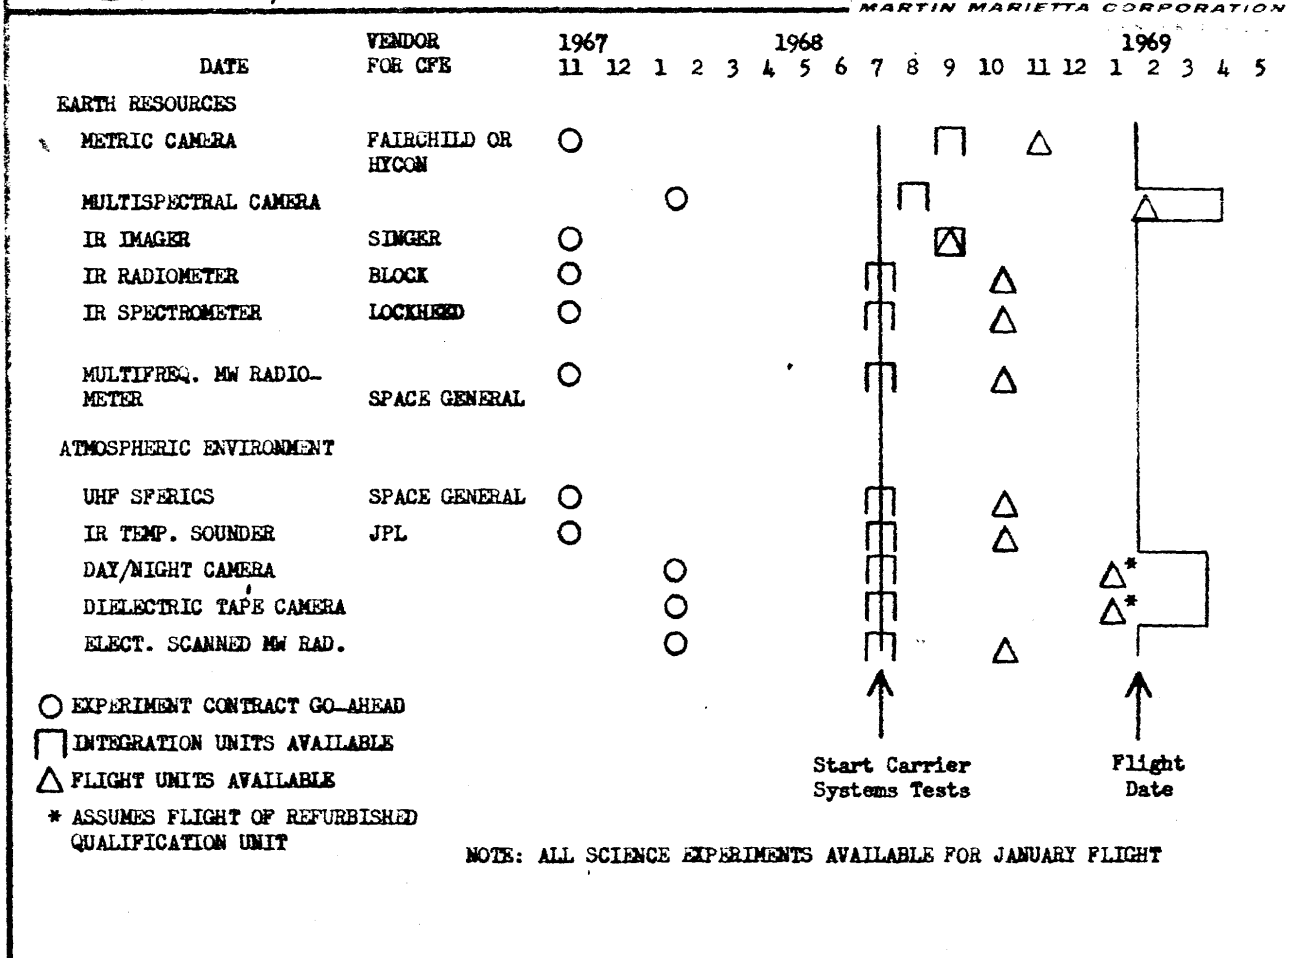 MARTIN MARIETTA CORPORATION
VENDOR 1967 1968 1969
DATE FOR CFE 11 12 1 2 3 4 5 6 7 8 9 10 11 12 1 2 3 4 5
EARTH RESOURCES
METRIC CAMERA FAIRCHILD OR
HYCON
MULTISPECTRAL CAMERA
IR IMAGER SINGER
IR RADIOMETER BLOCK
IR SPECTROMETER LOCKHEED
MULTIFREQ. MW RADIO-
METER SPACE GENERAL
ATMOSPHERIC ENVIRONMENT
UHF SFERICS SPACE GENERAL
IR TEMP. SOUNDER JPL
DAY/NIGHT CAMERA *
DIELECTRIC TAPE CAMERA *
ELECT. SCANNED MW RAD.
EXPERIMENT CONTRACT GO-AHEAD
INTEGRATION UNITS AVAILABLE
FLIGHT UNITS AVAILABLE
* ASSUMES FLIGHT OF REFURBISHED
QUALIFICATION UNIT
Start Carrier
Systems Tests
Flight
Date
NOTE: ALL SCIENCE EXPERIMENTS AVAILABLE FOR JANUARY FLIGHT